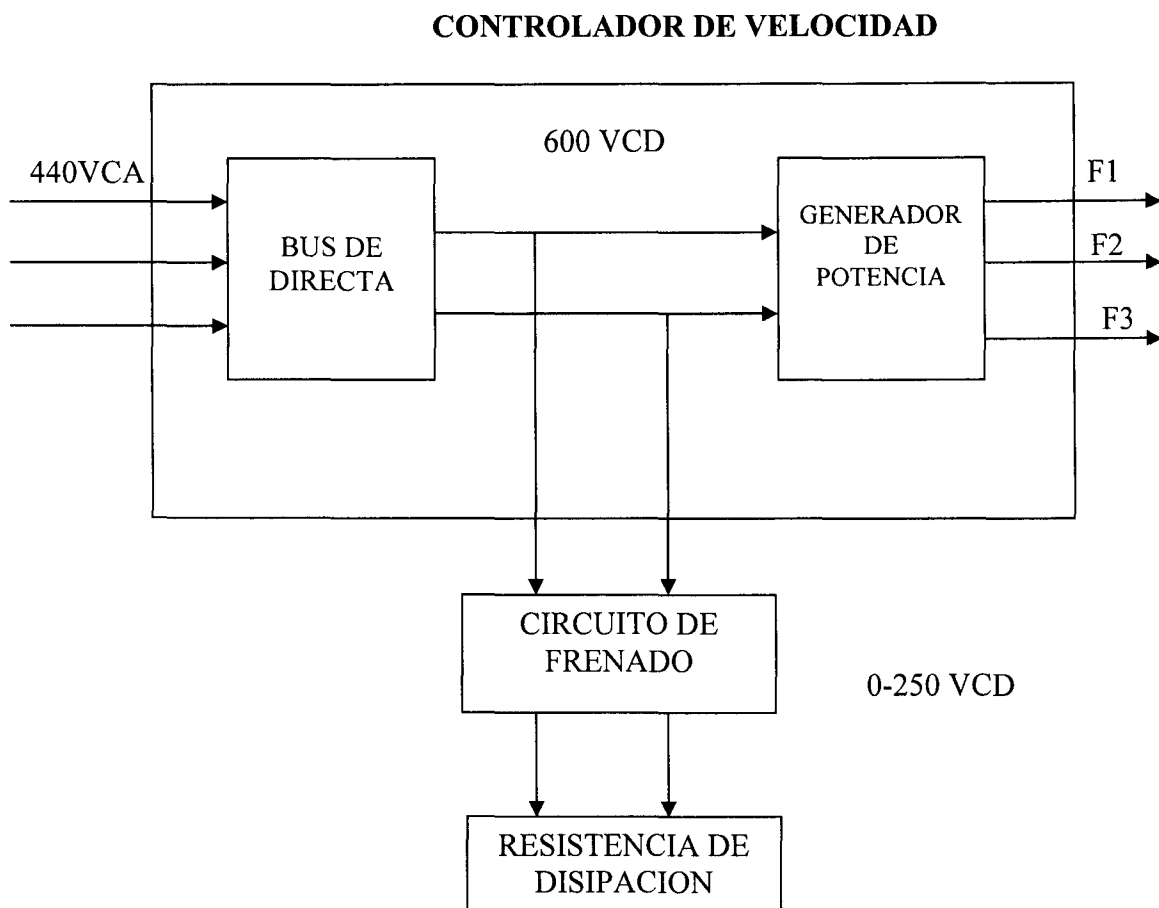 CONTROLADOR DE VELOCIDAD
600 VCD
440VCA
BUS DE
DIRECTA
GENERADOR
DE
POTENCIA
F1
F2
F3
CIRCUITO DE
FRENADO
0-250 VCD
RESISTENCIA DE
DISIPACION